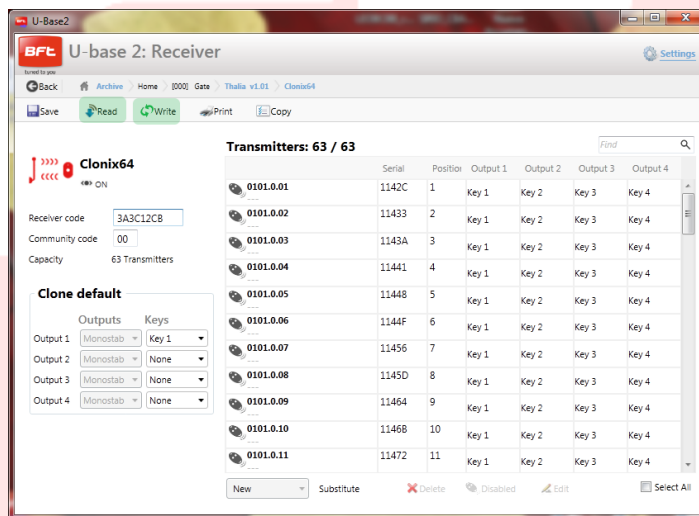 U-Base2
BFt U-base 2: Receiver Settings
tuned to you
Back Archive Home [000] Gate Thalia v1.01 Clonix64
Save Read Write Print Copy
Transmitters: 63 / 63 Find
Clonix64
ON
Receiver code 3A3C12CB
Community code 00
Capacity 63 Transmitters
Clone default
Outputs Keys
Output 1 Monostab Key 1
Output 2 Monostab None
Output 3 Monostab None
Output 4 Monostab None
Serial Position Output 1 Output 2 Output 3 Output 4
0101.0.01 1142C 1 Key 1 Key 2 Key 3 Key 4
0101.0.02 11433 2 Key 1 Key 2 Key 3 Key 4
0101.0.03 1143A 3 Key 1 Key 2 Key 3 Key 4
0101.0.04 11441 4 Key 1 Key 2 Key 3 Key 4
0101.0.05 11448 5 Key 1 Key 2 Key 3 Key 4
0101.0.06 1144F 6 Key 1 Key 2 Key 3 Key 4
0101.0.07 11456 7 Key 1 Key 2 Key 3 Key 4
0101.0.08 1145D 8 Key 1 Key 2 Key 3 Key 4
0101.0.09 11464 9 Key 1 Key 2 Key 3 Key 4
0101.0.10 1146B 10 Key 1 Key 2 Key 3 Key 4
0101.0.11 11472 11 Key 1 Key 2 Key 3 Key 4
New Substitute Delete Disabled Edit Select All